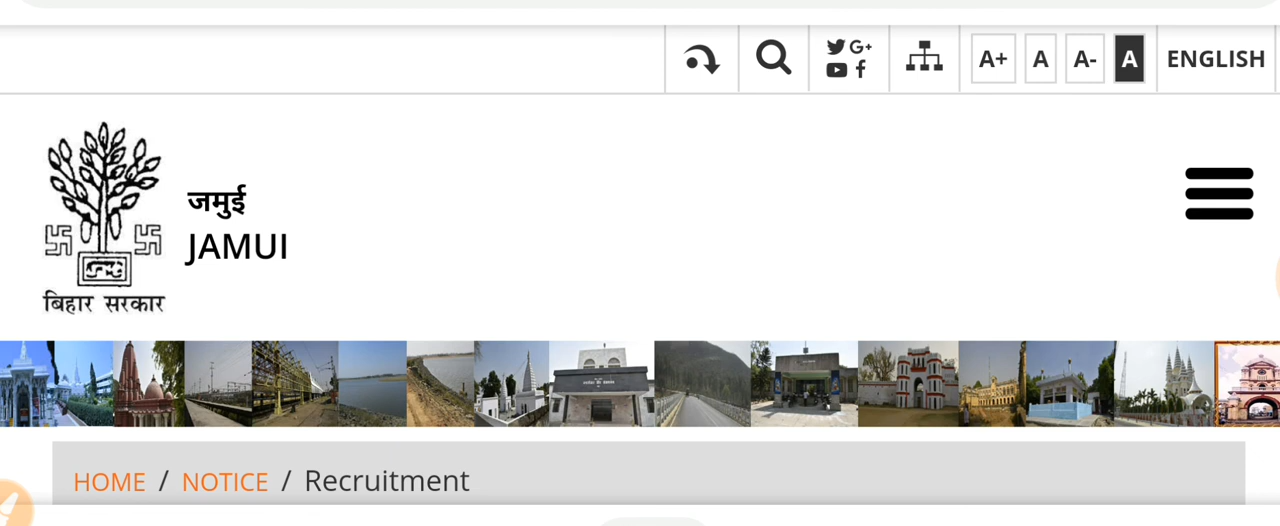 A+ A A- A ENGLISH
जमुई
JAMUI
बिहार सरकार
HOME / NOTICE / Recruitment